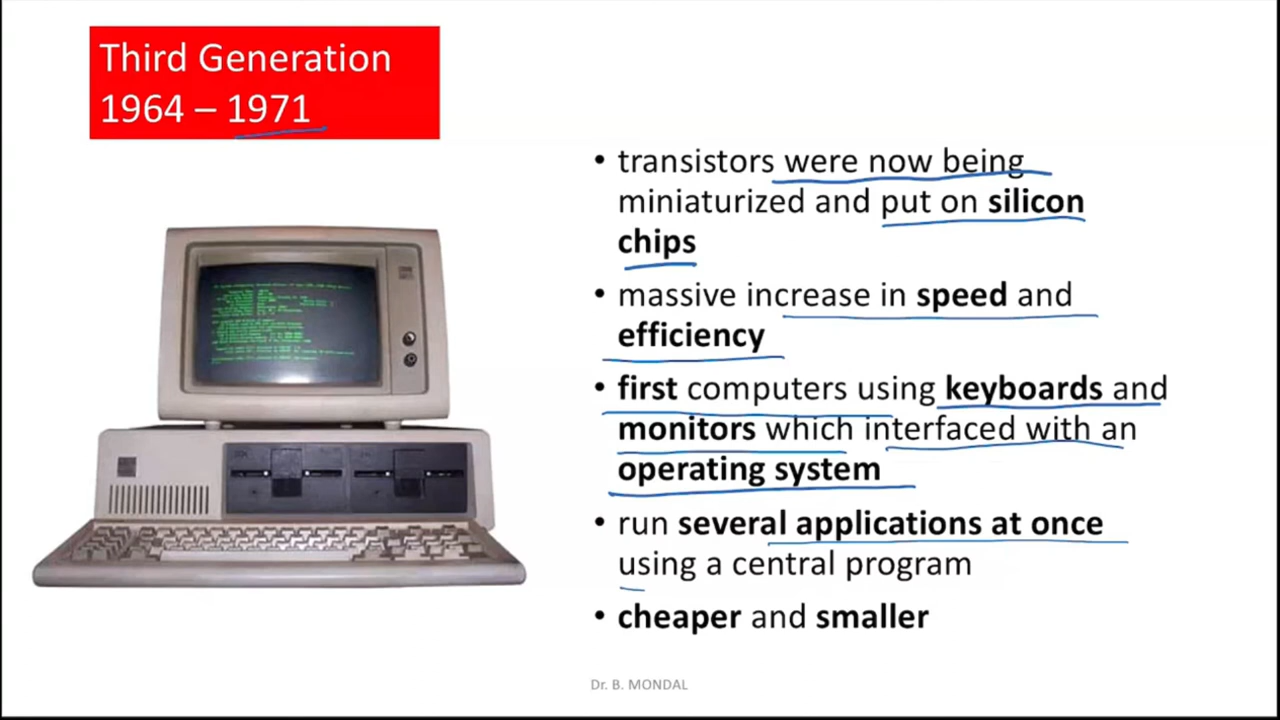 Third Generation
1964 – 1971
• transistors were now being
miniaturized and put on silicon
chips
• massive increase in speed and
efficiency
• first computers using keyboards and
monitors which interfaced with an
operating system
• run several applications at once
using a central program
• cheaper and smaller
Dr. B. MONDAL